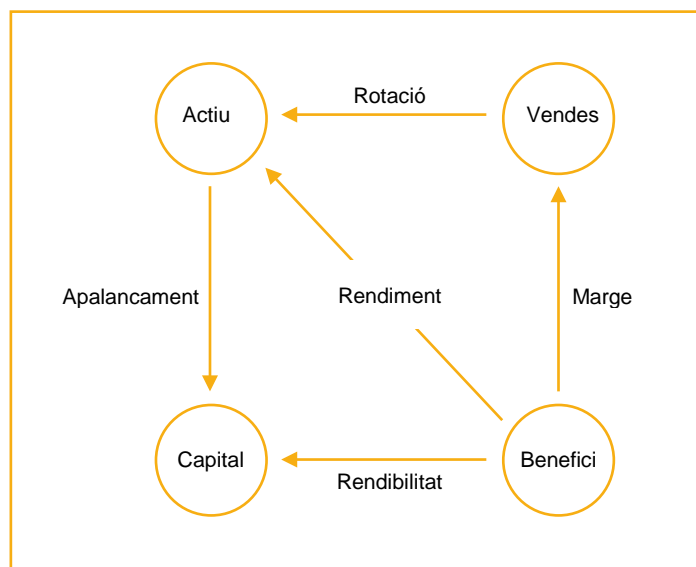 Rotació
Actiu
Vendes
Apalancament
Rendiment
Marge
Capital
Benefici
Rendibilitat